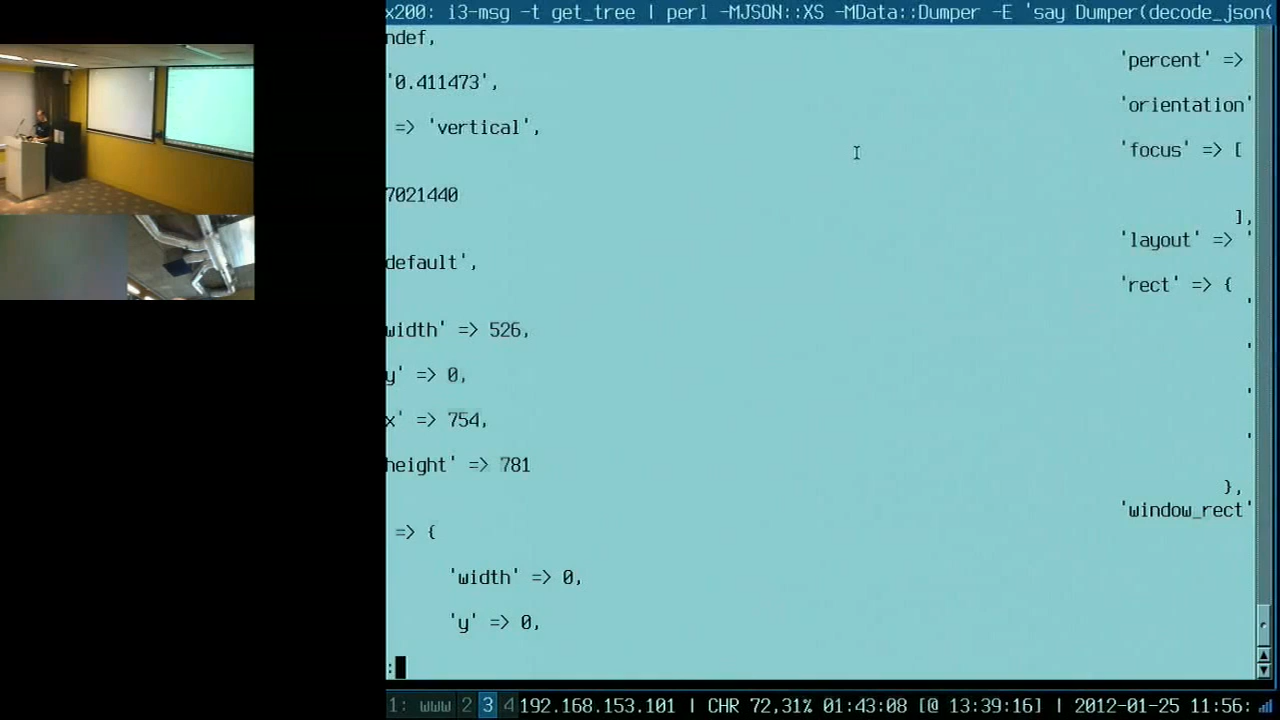 x200: i3-msg -t get_tree | perl -MJSON::XS -MData::Dumper -E 'say Dumper(decode_json(
ndef,
'percent' =>
'0.411473',
'orientation'
=> 'vertical',
'focus' => [
7021440
],
'layout' => '
default',
'rect' => {
'
width' => 526,
'
y' => 0,
'
x' => 754,
'
height' => 781
},
'window_rect'
=> {
'width' => 0,
'y' => 0,
:
1: www 2 3 4 192.168.153.101 | CHR 72,31% 01:43:08 [@ 13:39:16] | 2012-01-25 11:56: